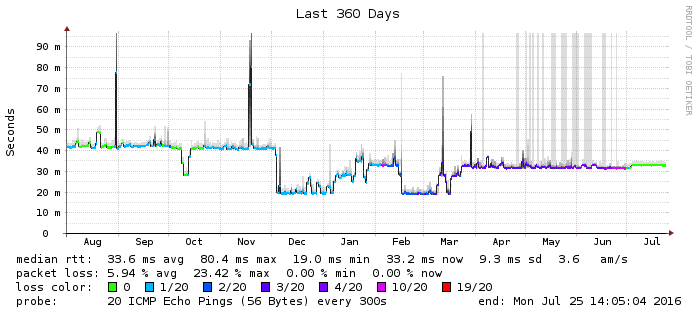 Last 360 Days
RRDTOOL / TOBI OETIKER
Seconds
90 m
80 m
70 m
60 m
50 m
40 m
30 m
20 m
10 m
0
Aug Sep Oct Nov Dec Jan Feb Mar Apr May Jun Jul
median rtt: 33.6 ms avg 80.4 ms max 19.0 ms min 33.2 ms now 9.3 ms sd 3.6 am/s
packet loss: 5.94 % avg 23.42 % max 0.00 % min 0.00 % now
loss color: 0 1/20 2/20 3/20 4/20 10/20 19/20
probe: 20 ICMP Echo Pings (56 Bytes) every 300s end: Mon Jul 25 14:05:04 2016